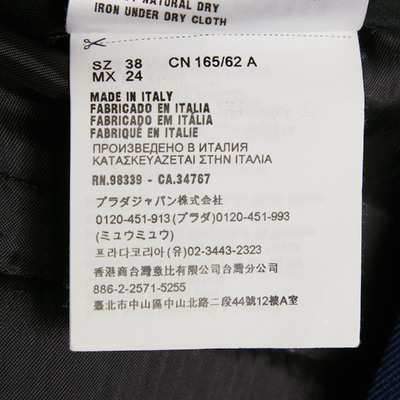 NATURAL DRY
IRON UNDER DRY CLOTH
SZ 38 CN 165/62 A
MX 24
MADE IN ITALY
FABRICADO EN ITALIA
FABRICADO EM ITÁLIA
FABRIQUÉ EN ITALIE
ПРОИЗВЕДЕНО В ИТАЛИЯ
ΚΑΤΑΣΚΕΥΑΖΕΤΑΙ ΣΤΗΝ ΙΤΑΛΙΑ
RN.98339 - CA.34767
プラダジャパン株式会社
0120-451-913(プラダ)0120-451-993
(ミュウミュウ)
프라다코리아(유) 02-3443-2323
香港商台灣意比有限公司台灣分公司
886-2-2571-5255
臺北市中山區中山北路二段44號12樓A室